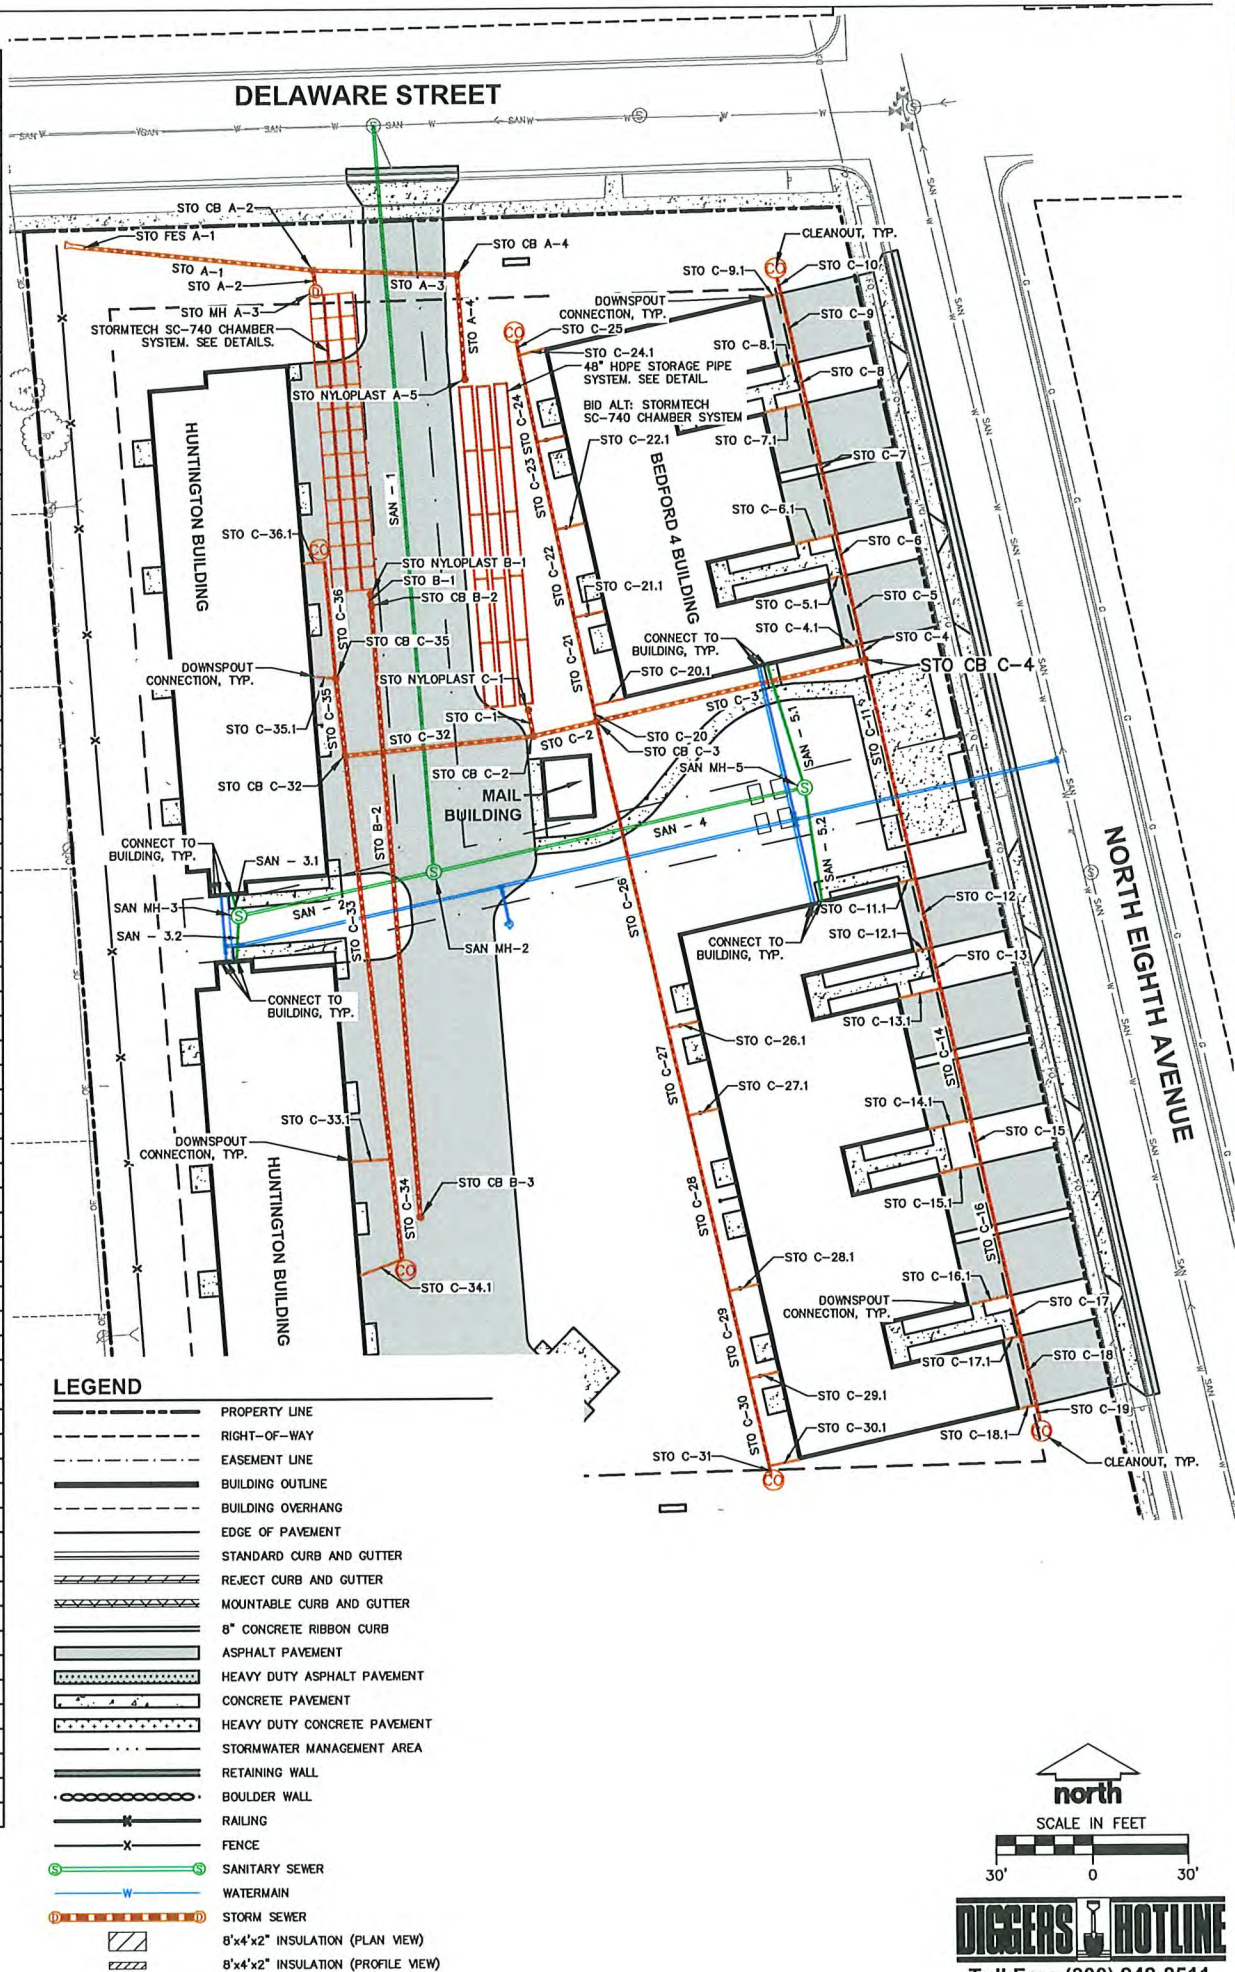 DELAWARE STREET
SAN W
W
SAN
W
SAN
W
SAN
W
SAN W
W
W
W
STO CB A-2
STO FES A-1
STO A-1
STO A-2
STO MH A-3
STORMTECH SC-740 CHAMBER
SYSTEM. SEE DETAILS.
STO CB A-4
STO A-3
STO A-4
STO NYLOPLAST A-5
CLEANOUT, TYP.
STO C-9.1
STO C-10
DOWNSPOUT
CONNECTION, TYP.
STO C-9
STO C-25
STO C-24.1
STO C-8.1
STO C-8
48" HDPE STORAGE PIPE
SYSTEM. SEE DETAIL.
BID ALT: STORMTECH
SC-740 CHAMBER SYSTEM
STO C-24
STO C-23
STO C-22.1
STO C-7.1
STO C-7
BEDFORD 4 BUILDING
HUNTINGTON BUILDING
14"
20"
SAN - 1
STO C-6.1
STO C-6
STO C-36.1
STO C-22
STO NYLOPLAST B-1
STO B-1
STO CB B-2
STO C-21.1
STO C-5.1
STO C-5
STO C-36
STO C-4.1
STO C-4
STO CB C-35
CONNECT TO
BUILDING, TYP.
STO CB C-4
DOWNSPOUT
CONNECTION, TYP.
STO NYLOPLAST C-1
STO C-21
STO C-20.1
STO C-3
STO C-35.1
STO C-35
STO C-1
STO C-32
STO C-2
STO C-20
STO CB C-3
SAN - 5.1
STO C-11
STO CB C-32
STO CB C-2
SAN MH-5
MAIL
BUILDING
STO B-2
SAN - 4
SAN - 5.2
CONNECT TO
BUILDING, TYP.
SAN - 3.1
SAN MH-3
SAN - 2
SAN - 3.2
STO C-33
SAN MH-2
STO C-26
STO C-11.1
STO C-12
STO C-12.1
CONNECT TO
BUILDING, TYP.
STO C-13
STO C-13.1
CONNECT TO
BUILDING, TYP.
NORTH EIGHTH AVENUE
STO C-26.1
STO C-27
STO C-14
STO C-27.1
STO C-14.1
STO C-33.1
STO C-15
DOWNSPOUT
CONNECTION, TYP.
HUNTINGTON BUILDING
STO CB B-3
STO C-34
STO C-28
STO C-15.1
STO C-16
STO C-28.1
STO C-16.1
STO C-34.1
DOWNSPOUT
CONNECTION, TYP.
STO C-17
STO C-29
STO C-17.1
STO C-18
STO C-29.1
STO C-30
STO C-19
STO C-30.1
STO C-18.1
STO C-31
CLEANOUT, TYP.
CO
CO
CO
CO
CO
CO
LEGEND
PROPERTY LINE
RIGHT-OF-WAY
EASEMENT LINE
BUILDING OUTLINE
BUILDING OVERHANG
EDGE OF PAVEMENT
STANDARD CURB AND GUTTER
REJECT CURB AND GUTTER
MOUNTABLE CURB AND GUTTER
8" CONCRETE RIBBON CURB
ASPHALT PAVEMENT
HEAVY DUTY ASPHALT PAVEMENT
CONCRETE PAVEMENT
HEAVY DUTY CONCRETE PAVEMENT
STORMWATER MANAGEMENT AREA
RETAINING WALL
BOULDER WALL
RAILING
FENCE
S S SANITARY SEWER
W WATERMAIN
D D STORM SEWER
8'x4'x2" INSULATION (PLAN VIEW)
8'x4'x2" INSULATION (PROFILE VIEW)
north
SCALE IN FEET
30' 0 30'
DIGGERS HOTLINE